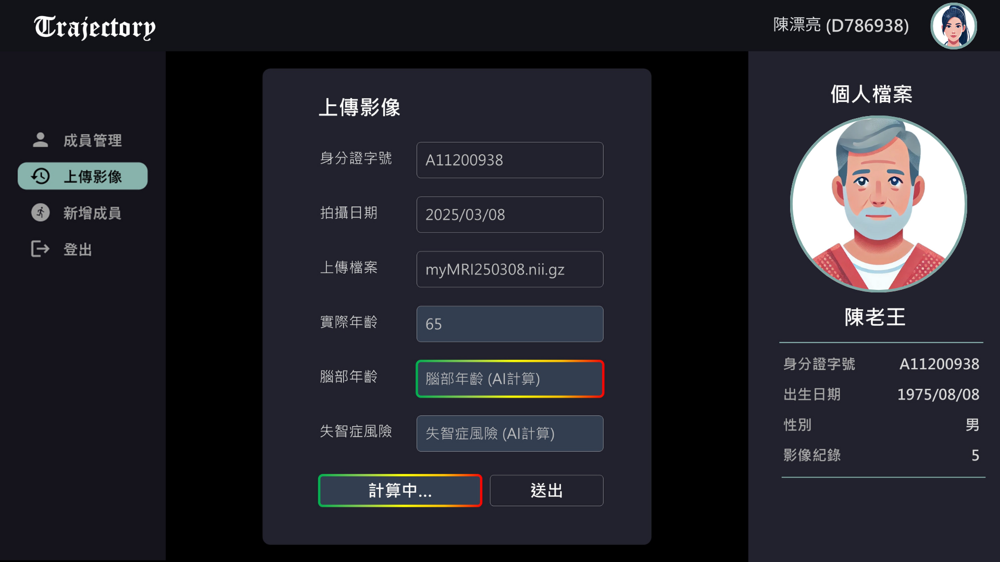 Trajectory
陳漂亮 (D786938)
成員管理
上傳影像
新增成員
登出
上傳影像
身分證字號
A11200938
拍攝日期
2025/03/08
上傳檔案
myMRI250308.nii.gz
實際年齡
65
腦部年齡
腦部年齡 (AI計算)
失智症風險
失智症風險 (AI計算)
計算中...
送出
個人檔案
陳老王
身分證字號 A11200938
出生日期 1975/08/08
性別 男
影像紀錄 5